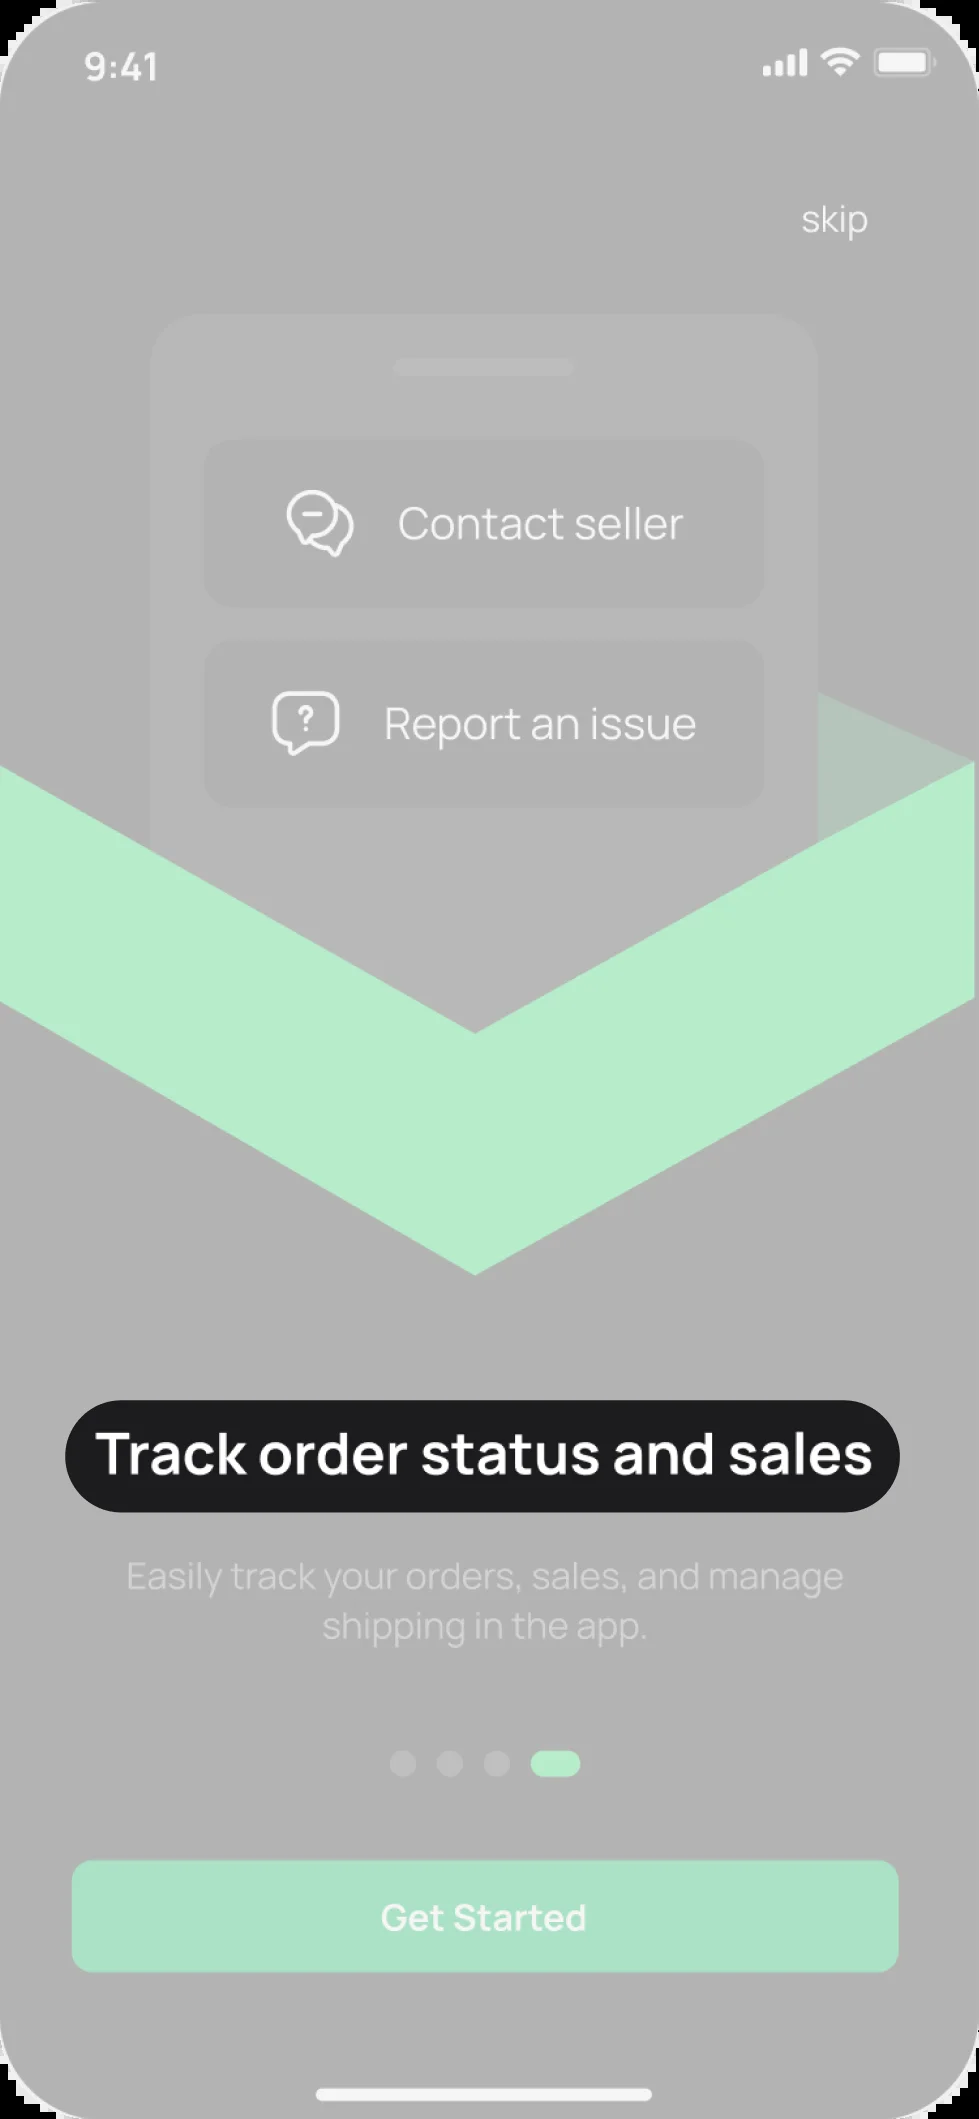 9:41
skip
Contact seller
Report an issue
Track order status and sales
Easily track your orders, sales, and manage
shipping in the app.
Get Started